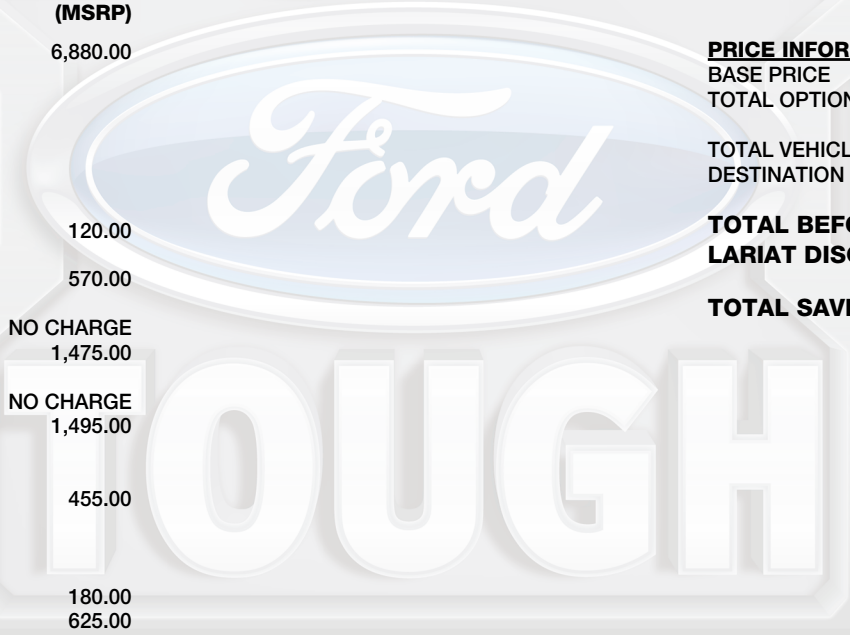 (MSRP)
6,880.00
120.00
570.00
NO CHARGE
1,475.00
NO CHARGE
1,495.00
455.00
180.00
625.00
PRICE INFOR
BASE PRICE
TOTAL OPTION
TOTAL VEHICL
DESTINATION
TOTAL BEFO
LARIAT DISC
TOTAL SAVI
Ford
TOUGH